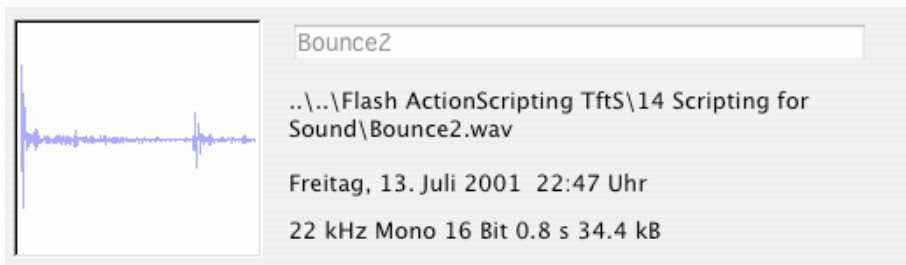 Bounce2
..\..\Flash ActionScripting TftS\14 Scripting for
Sound\Bounce2.wav
Freitag, 13. Juli 2001  22:47 Uhr
22 kHz Mono 16 Bit 0.8 s 34.4 kB